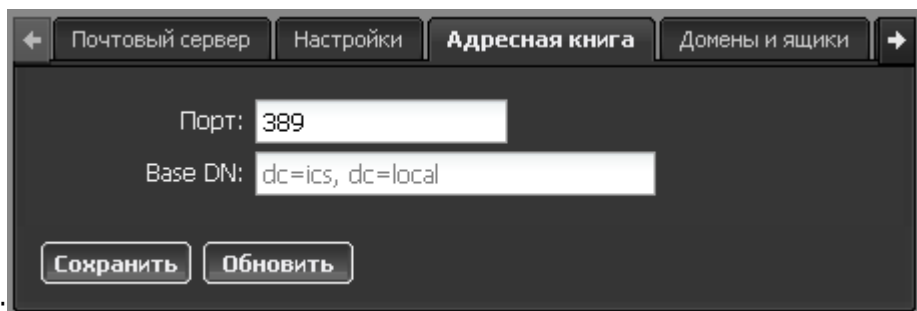 Почтовый сервер Настройки Адресная книга Домены и ящики
Порт: 389
Base DN: dc=ics, dc=local
Сохранить Обновить
.